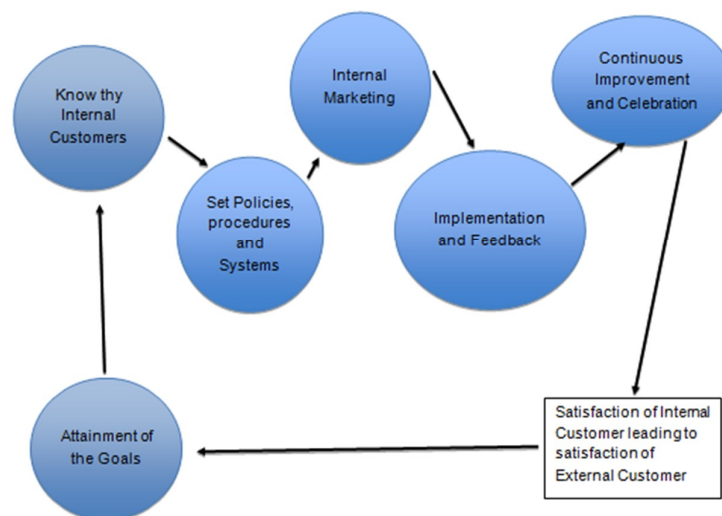 Know thy
Internal
Customers
Set Policies,
procedures
and
Systems
Internal
Marketing
Implementation
and Feedback
Continuous
Improvement
and Celebration
Satisfaction of Internal
Customer leading to
satisfaction of
External Customer
Attainment of
the Goals